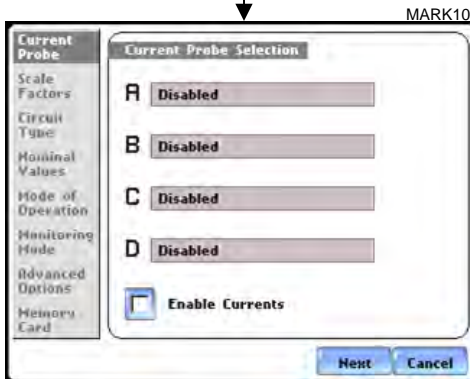 MARK10
Current
Probe
Scale
Factors
Circuit
Type
Nominal
Values
Mode of
Operation
Monitoring
Mode
Advanced
Options
Memory
Card
Current Probe Selection
A Disabled
B Disabled
C Disabled
D Disabled
Enable Currents
Next Cancel